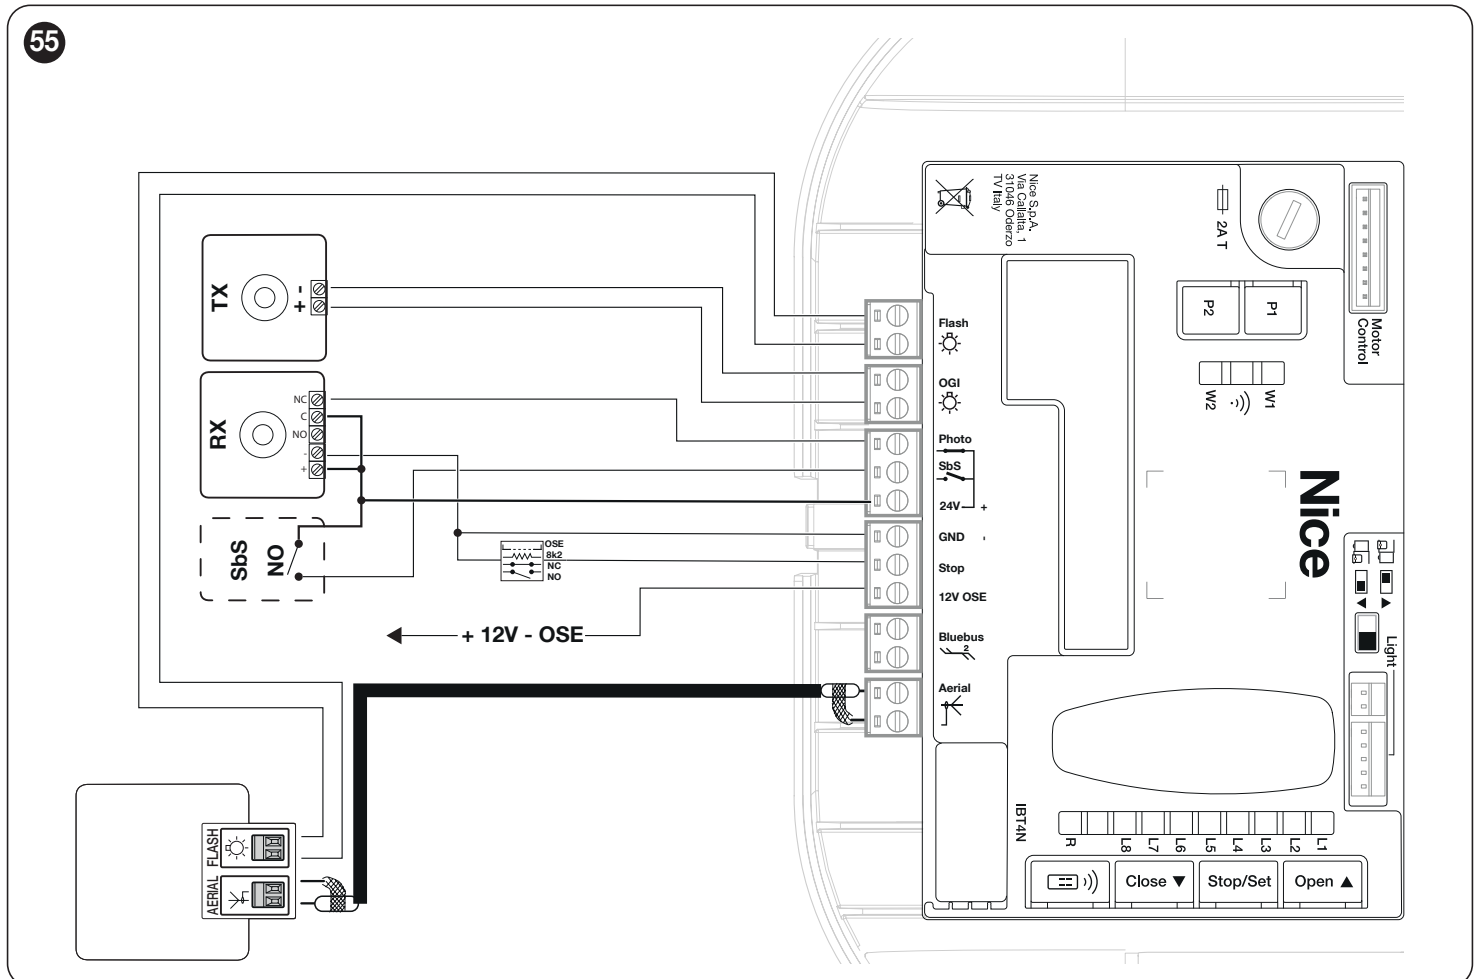 55
Nice S.p.A.
Via Callalta, 1
31046 Oderzo
TV Italy
2A T
Motor
Control
P2
P1
W2
W1
TX
-
+
RX
NC
C
NO
-
+
SbS
NO
OSE
8k2
NC
NO
+ 12V - OSE
Flash
OGI
Photo
SbS
24V
+
GND
-
Stop
12V OSE
Bluebus
2
Aerial
Nice
Light
IBT4N
R
L8
L7
L6
L5
L4
L3
L2
L1
Close ▼
Stop/Set
Open ▲
FLASH
AERIAL